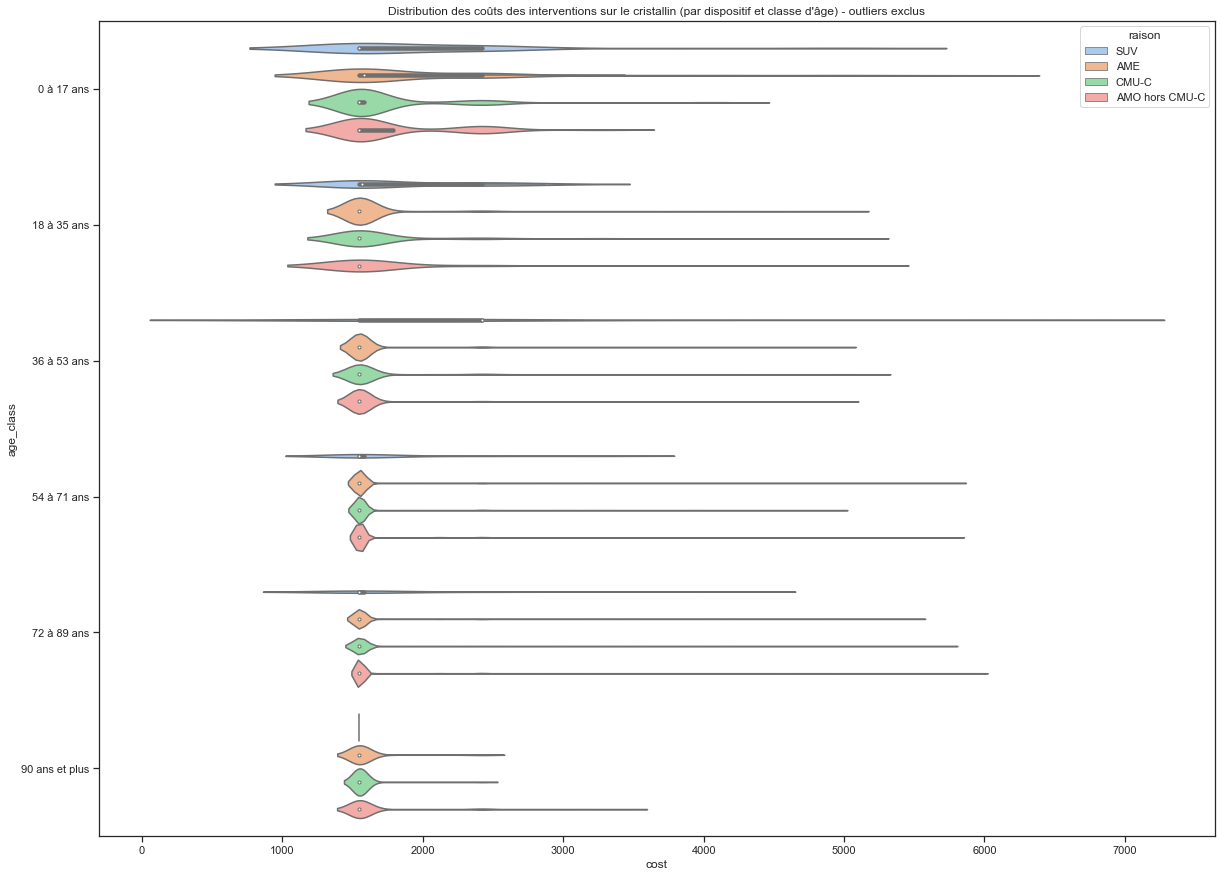 Distribution des coûts des interventions sur le cristallin (par dispositif et classe d'âge) - outliers exclus
raison
SUV
AME
CMU-C
AMO hors CMU-C
0 à 17 ans
18 à 35 ans
36 à 53 ans
54 à 71 ans
72 à 89 ans
90 ans et plus
age_class
0
1000
2000
3000
4000
5000
6000
7000
cost